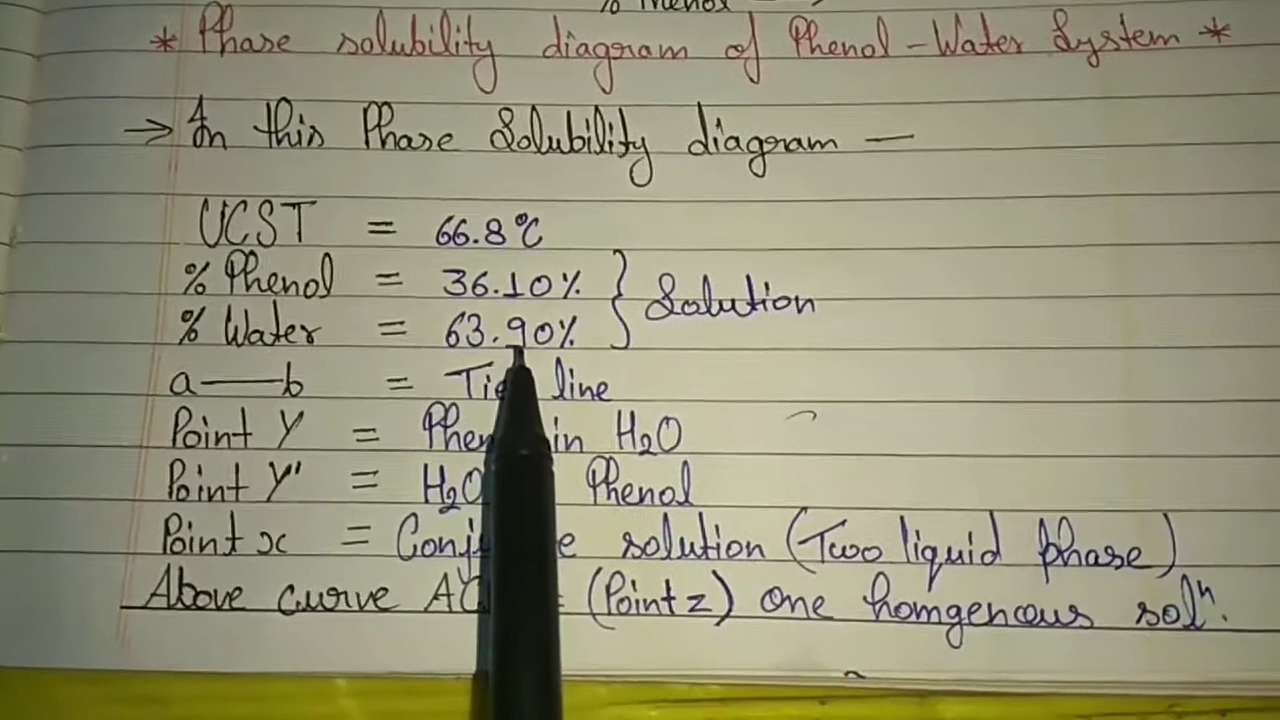 * Phase solubility diagram of Phenol - Water System *
→ In this Phase Solubility diagram —
UCST = 66.8°C
% Phenol = 36.10% } Solution
% Water = 63.90%
a — b = Tie line
Point Y = in H₂O
Point Y' = H₂O Phenol
Point x = solution (Two liquid phase)
Above curve (Point z) one homgenous solⁿ.